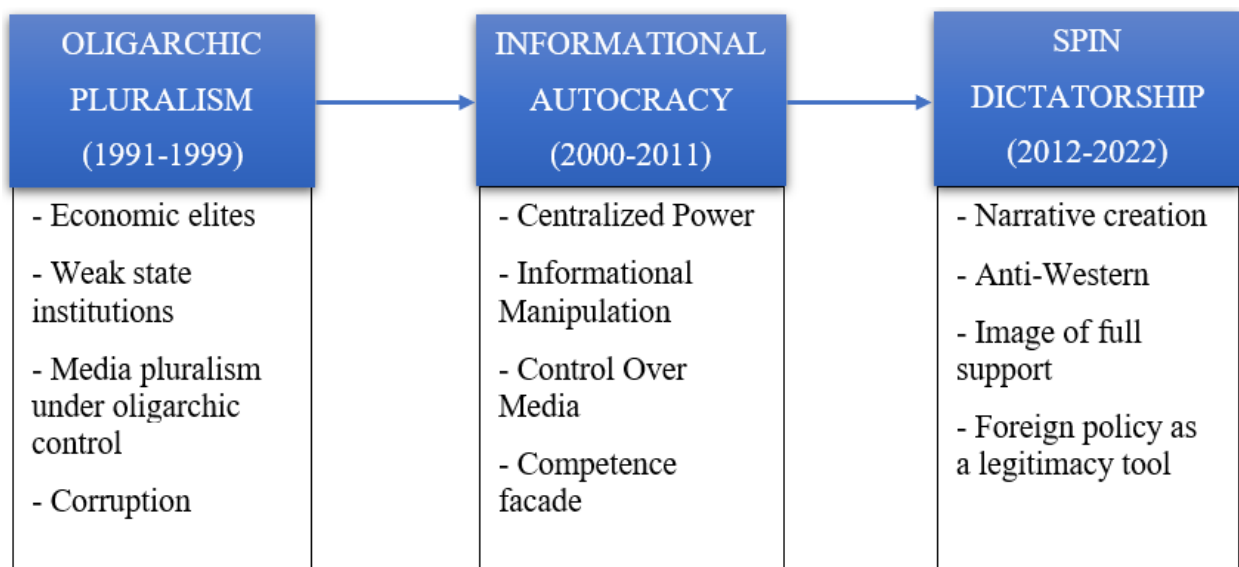 OLIGARCHIC
PLURALISM
(1991-1999)
- Economic elites
- Weak state
institutions
- Media pluralism
under oligarchic
control
- Corruption
INFORMATIONAL
AUTOCRACY
(2000-2011)
- Centralized Power
- Informational
Manipulation
- Control Over
Media
- Competence
facade
SPIN
DICTATORSHIP
(2012-2022)
- Narrative creation
- Anti-Western
- Image of full
support
- Foreign policy as
a legitimacy tool